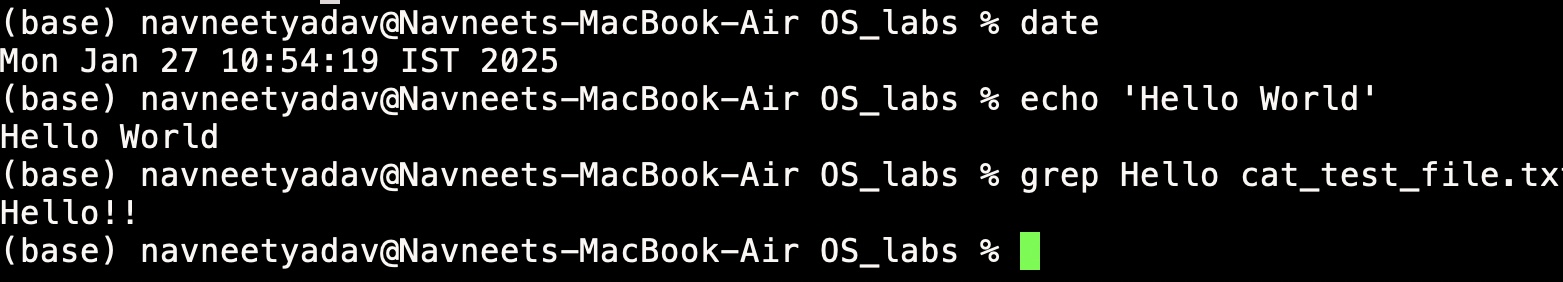 (base) navneetyadav@Navneets-MacBook-Air OS_labs % date
Mon Jan 27 10:54:19 IST 2025
(base) navneetyadav@Navneets-MacBook-Air OS_labs % echo 'Hello World'
Hello World
(base) navneetyadav@Navneets-MacBook-Air OS_labs % grep Hello cat_test_file.txt
Hello!!
(base) navneetyadav@Navneets-MacBook-Air OS_labs %